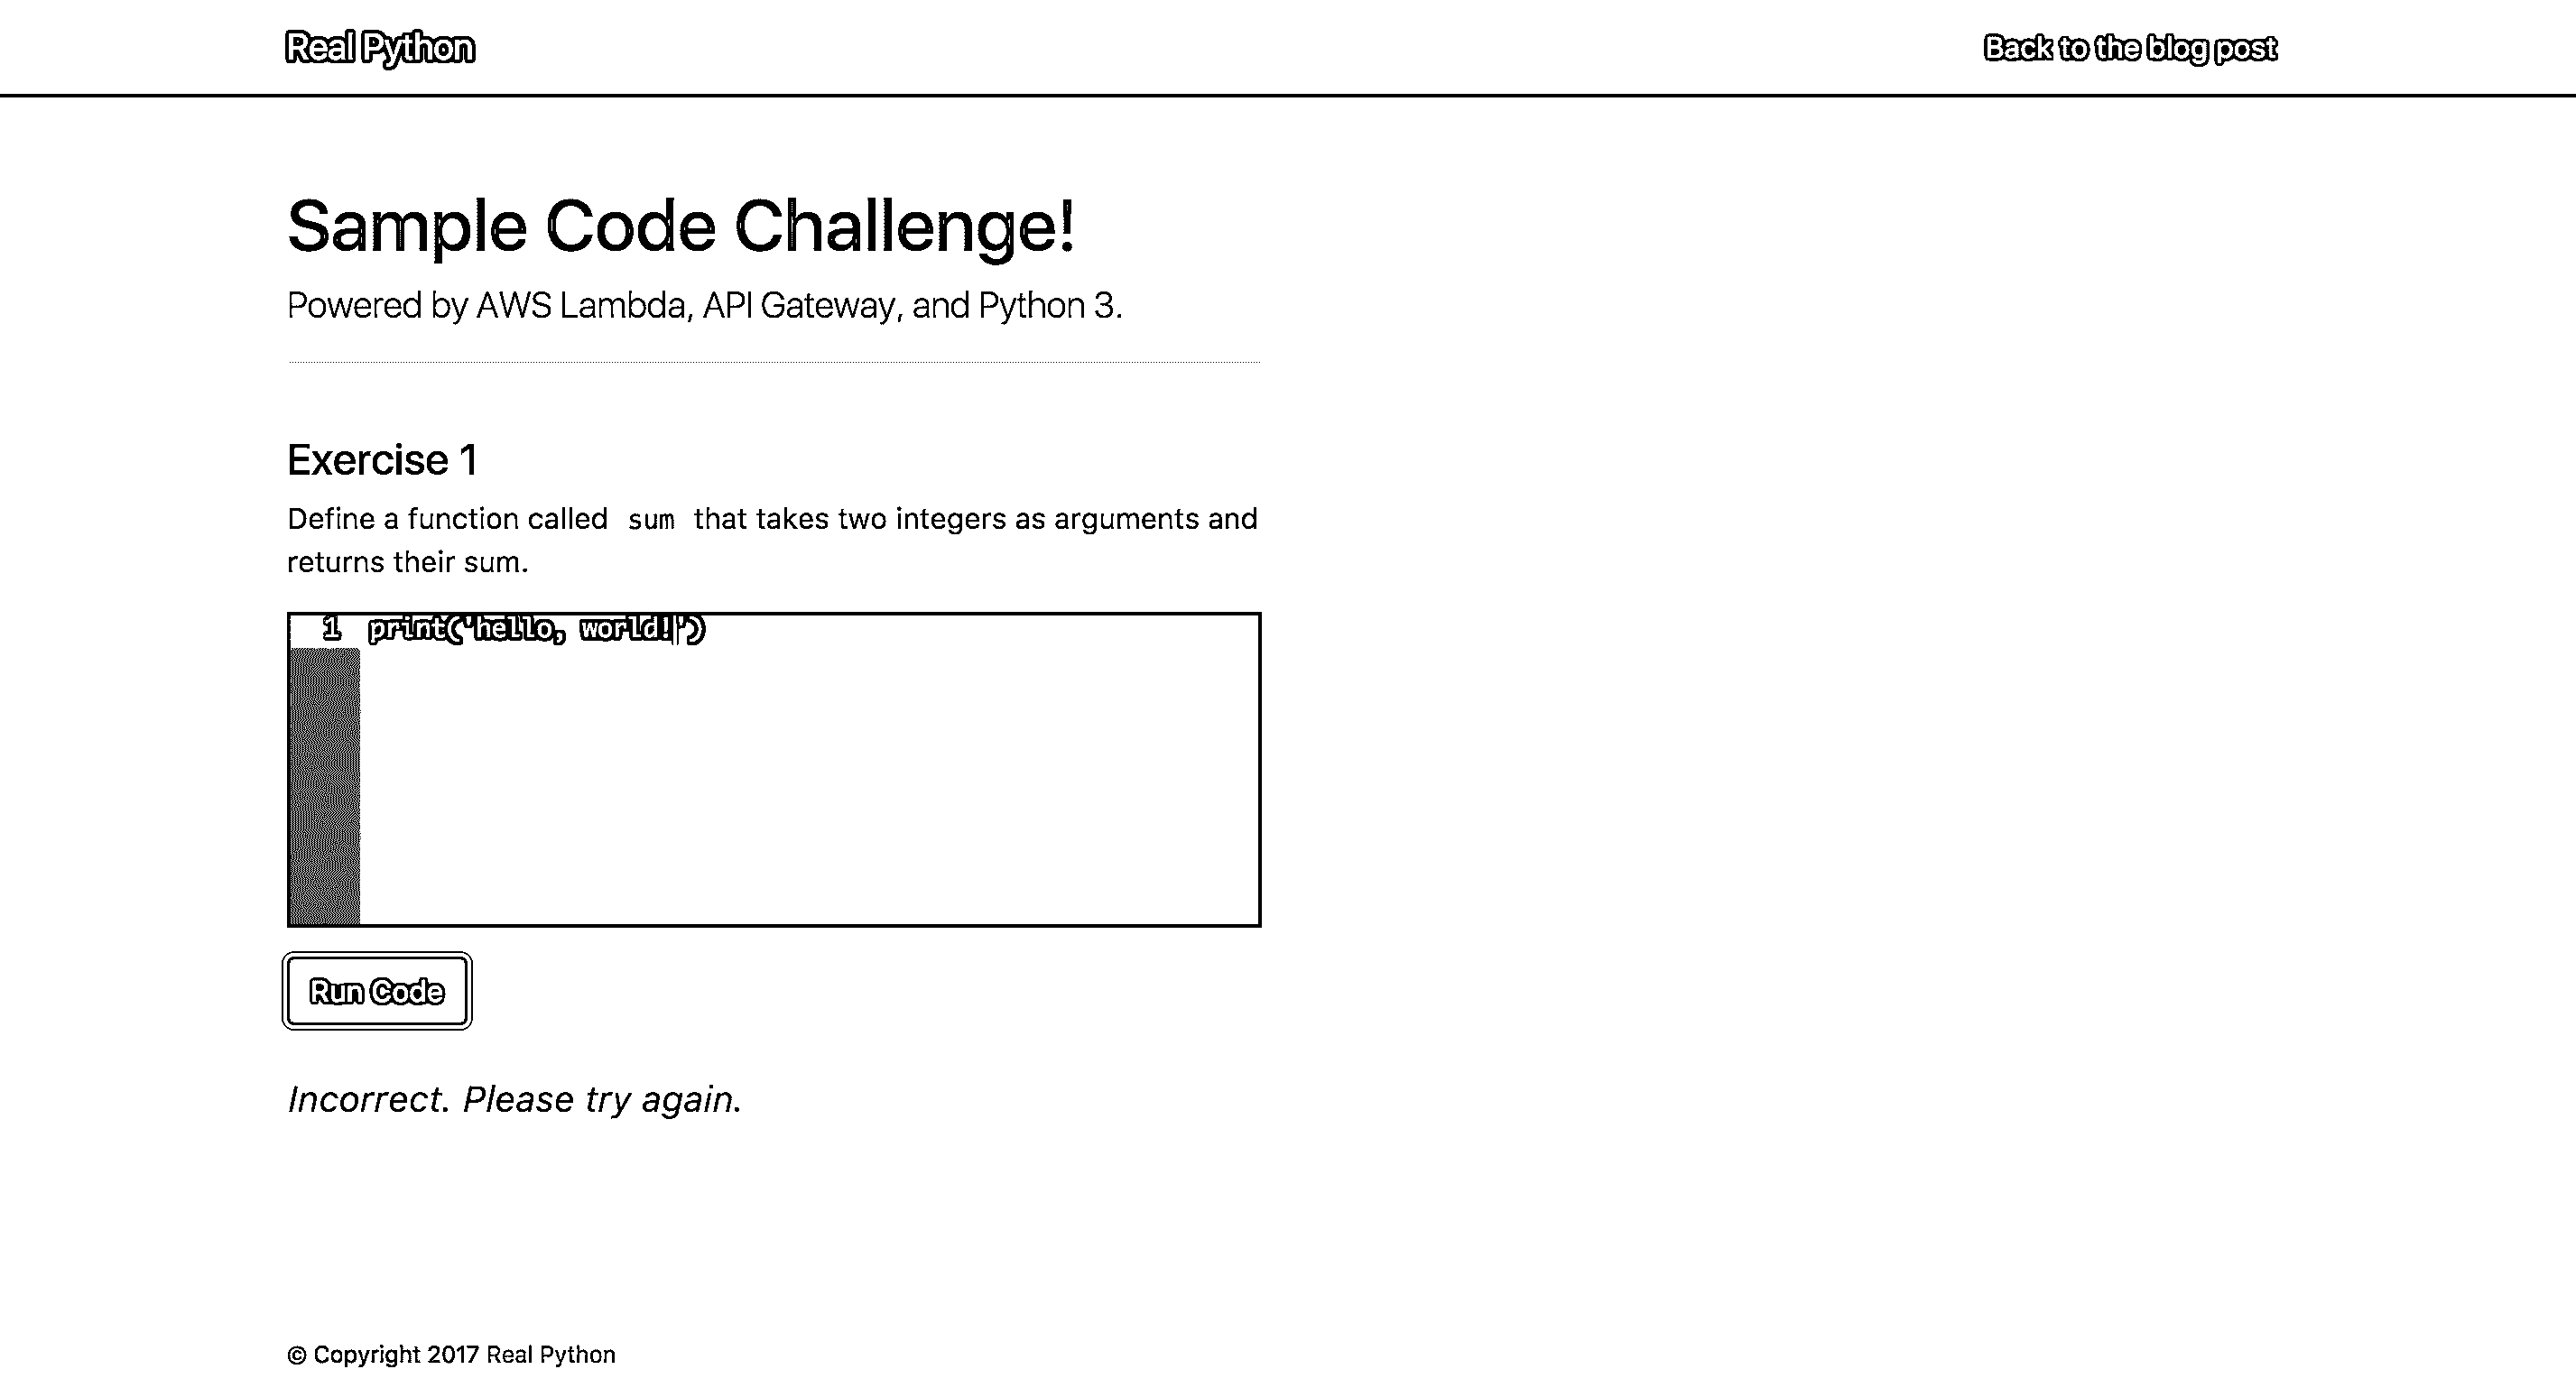 Real Python
Back to the blog post
Sample Code Challenge!
Powered by AWS Lambda, API Gateway, and Python 3.
Exercise 1
Define a function called sum that takes two integers as arguments and
returns their sum.
1 print('hello, world!')
Run Code
Incorrect. Please try again.
© Copyright 2017 Real Python